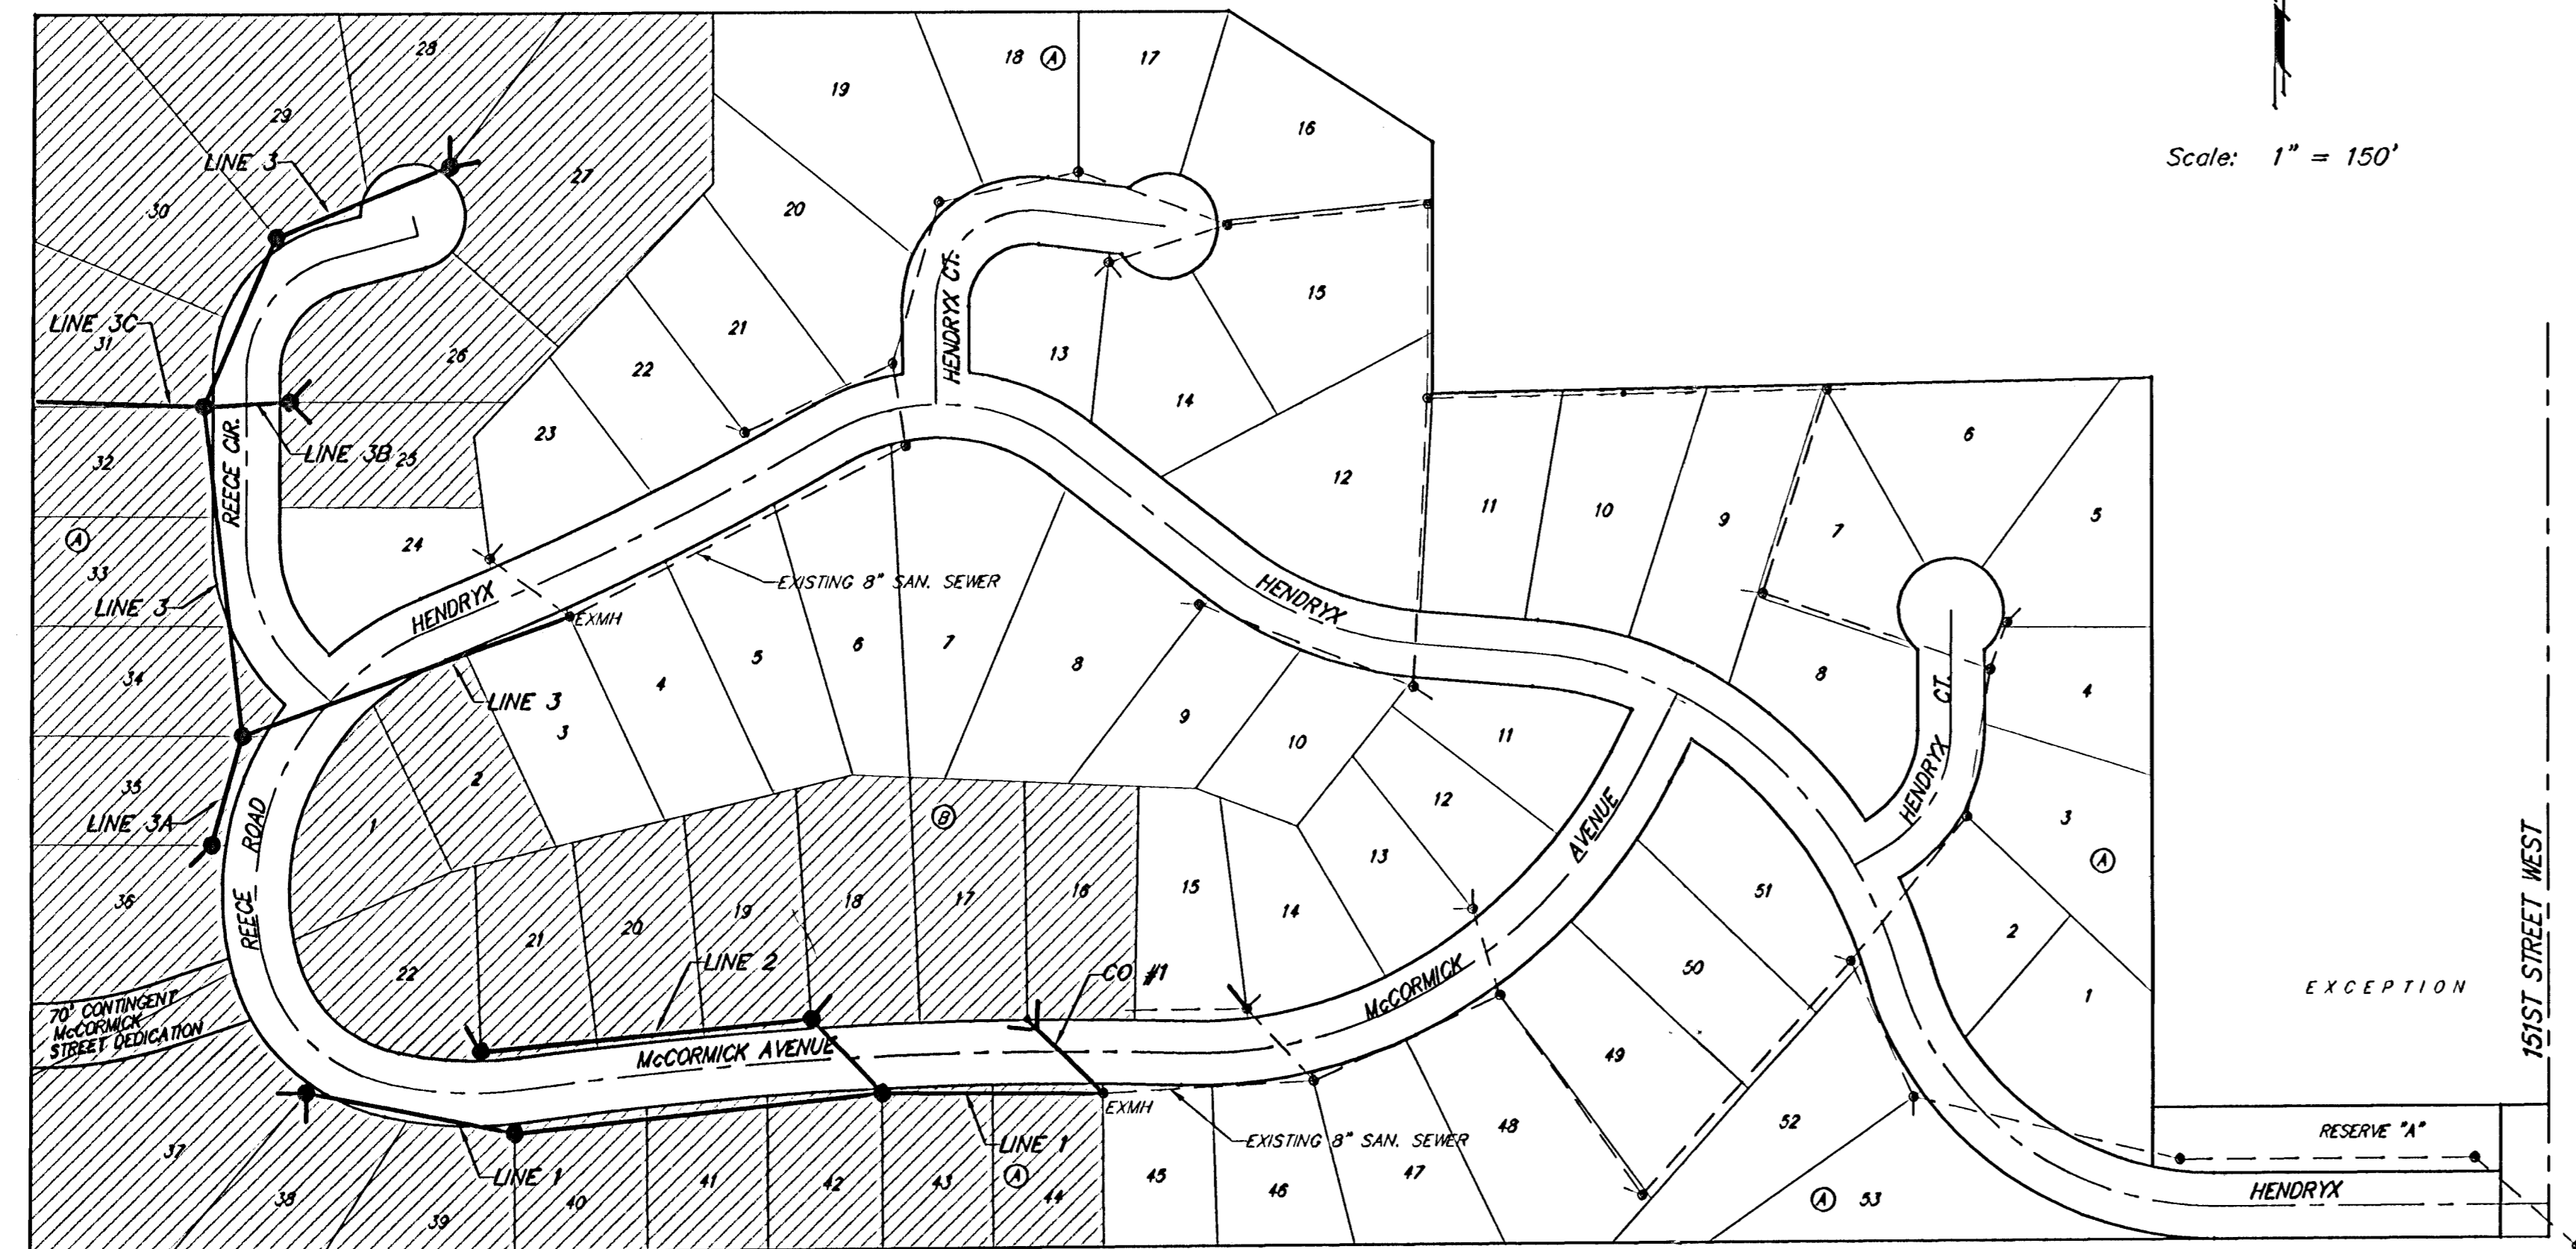 28
18 Ⓐ
17
19
29
16
Scale: 1" = 150'
LINE 3
27
30
20
HENDRYX CT.
15
LINE 3C
31
21
26
13
22
14
REECE CIR.
23
LINE 3B
25
32
6
12
11
10
9
7
5
Ⓐ
24
33
EXISTING 8" SAN. SEWER
HENDRYX
HENDRYX
LINE 3
EXMH
5
6
7
8
8
34
4
4
CT.
LINE 3
3
9
10
11
HENDRYX
2
35
12
LINE 3A
1
REECE ROAD
Ⓑ
AVENUE
3
13
Ⓐ
151ST STREET WEST
36
22
21
20
19
18
17
16
15
14
51
2
LINE 2
CO #1
McCORMICK
50
1
EXCEPTION
70' CONTINGENT
McCORMICK
STREET DEDICATION
McCORMICK AVENUE
49
EXMH
37
LINE 1
EXISTING 8" SAN. SEWER
48
52
RESERVE "A"
LINE 1
Ⓐ
38
39
40
41
42
43
44
45
46
47
Ⓐ 53
HENDRYX